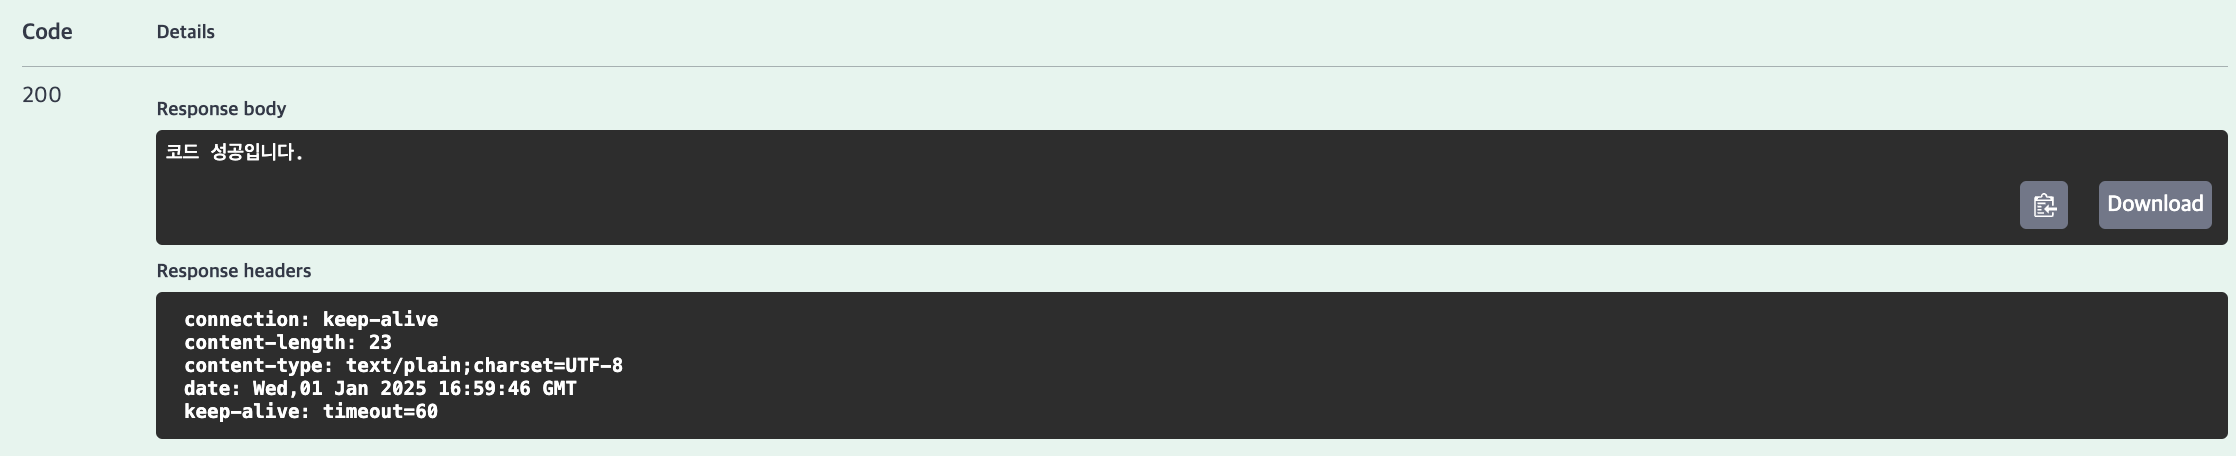 Code Details
200
Response body
코드 성공입니다.
Download
Response headers
connection: keep-alive
content-length: 23
content-type: text/plain;charset=UTF-8
date: Wed,01 Jan 2025 16:59:46 GMT
keep-alive: timeout=60